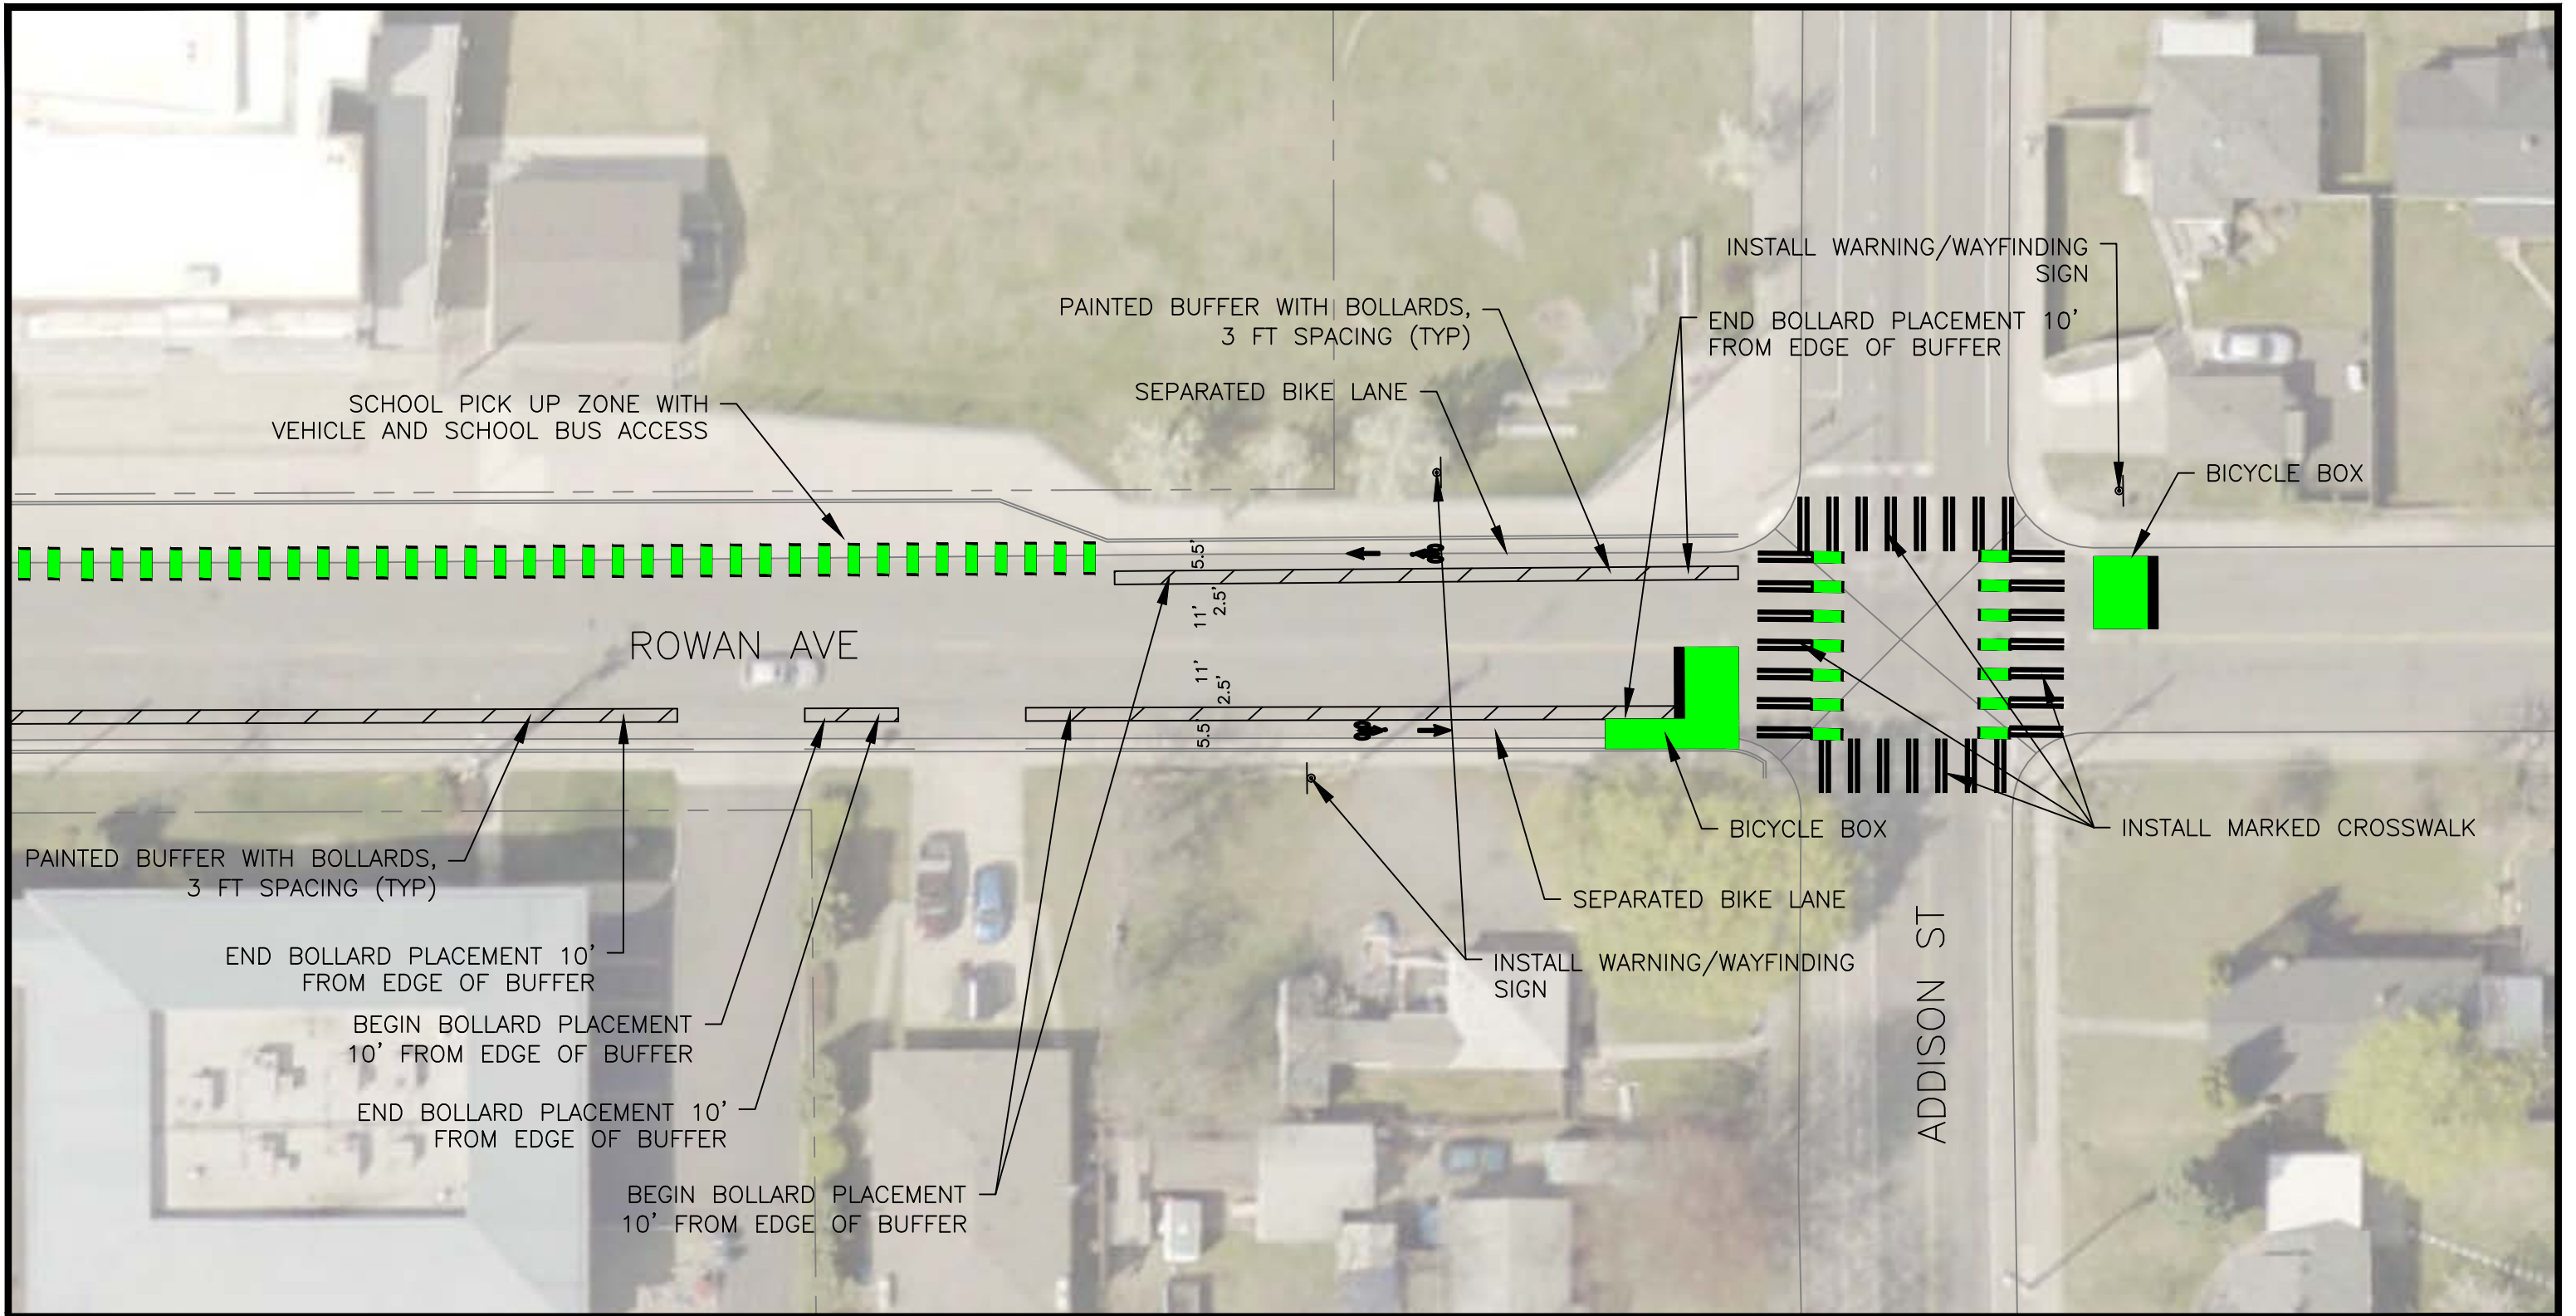 INSTALL WARNING/WAYFINDING
SIGN
PAINTED BUFFER WITH BOLLARDS,
3 FT SPACING (TYP)
END BOLLARD PLACEMENT 10'
FROM EDGE OF BUFFER
SEPARATED BIKE LANE
SCHOOL PICK UP ZONE WITH
VEHICLE AND SCHOOL BUS ACCESS
BICYCLE BOX
5.5'
2.5'
11'
ROWAN AVE
11'
2.5'
5.5'
BICYCLE BOX
INSTALL MARKED CROSSWALK
PAINTED BUFFER WITH BOLLARDS,
3 FT SPACING (TYP)
SEPARATED BIKE LANE
END BOLLARD PLACEMENT 10'
FROM EDGE OF BUFFER
INSTALL WARNING/WAYFINDING
SIGN
ADDISON ST
BEGIN BOLLARD PLACEMENT
10' FROM EDGE OF BUFFER
END BOLLARD PLACEMENT 10'
FROM EDGE OF BUFFER
BEGIN BOLLARD PLACEMENT
10' FROM EDGE OF BUFFER